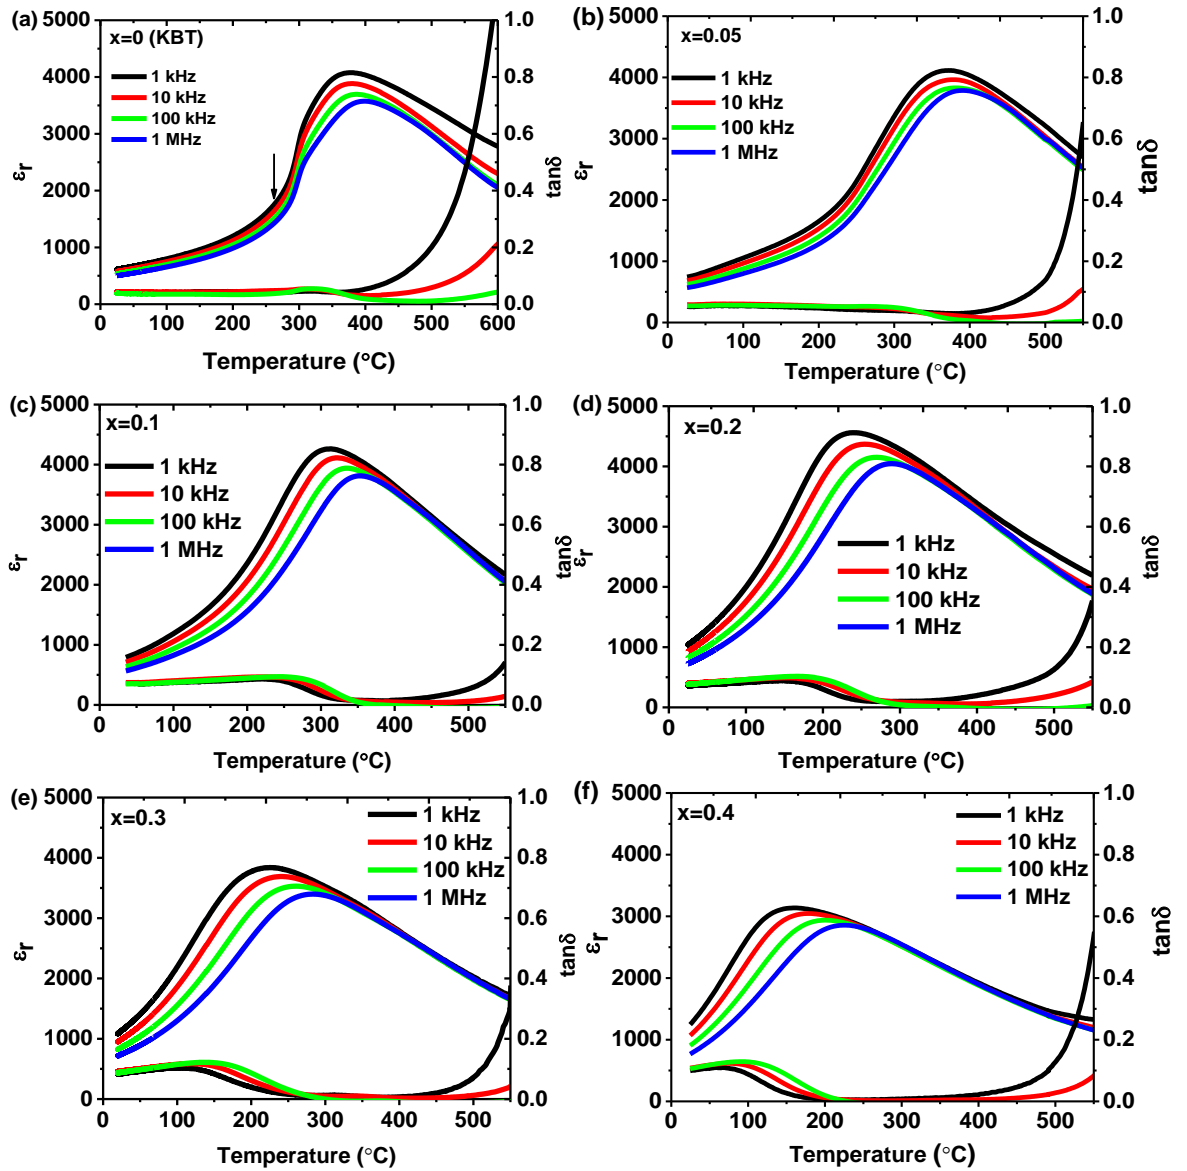 (a)
x=0 (KBT)
1 kHz
10 kHz
100 kHz
1 MHz
5000
4000
3000
2000
1000
0
εr
1.0
0.8
0.6
0.4
0.2
0.0
tanδ
0 100 200 300 400 500 600
Temperature (°C)
(b)
x=0.05
1 kHz
10 kHz
100 kHz
1 MHz
5000
4000
3000
2000
1000
0
εr
1.0
0.8
0.6
0.4
0.2
0.0
tanδ
0 100 200 300 400 500
Temperature (°C)
(c)
x=0.1
1 kHz
10 kHz
100 kHz
1 MHz
5000
4000
3000
2000
1000
0
εr
1.0
0.8
0.6
0.4
0.2
0.0
tanδ
0 100 200 300 400 500
Temperature (°C)
(d)
x=0.2
1 kHz
10 kHz
100 kHz
1 MHz
5000
4000
3000
2000
1000
0
εr
1.0
0.8
0.6
0.4
0.2
0.0
tanδ
0 100 200 300 400 500
Temperature (°C)
(e)
x=0.3
1 kHz
10 kHz
100 kHz
1 MHz
5000
4000
3000
2000
1000
0
εr
1.0
0.8
0.6
0.4
0.2
0.0
tanδ
0 100 200 300 400 500
Temperature (°C)
(f)
x=0.4
1 kHz
10 kHz
100 kHz
1 MHz
5000
4000
3000
2000
1000
0
εr
1.0
0.8
0.6
0.4
0.2
0.0
tanδ
0 100 200 300 400 500
Temperature (°C)